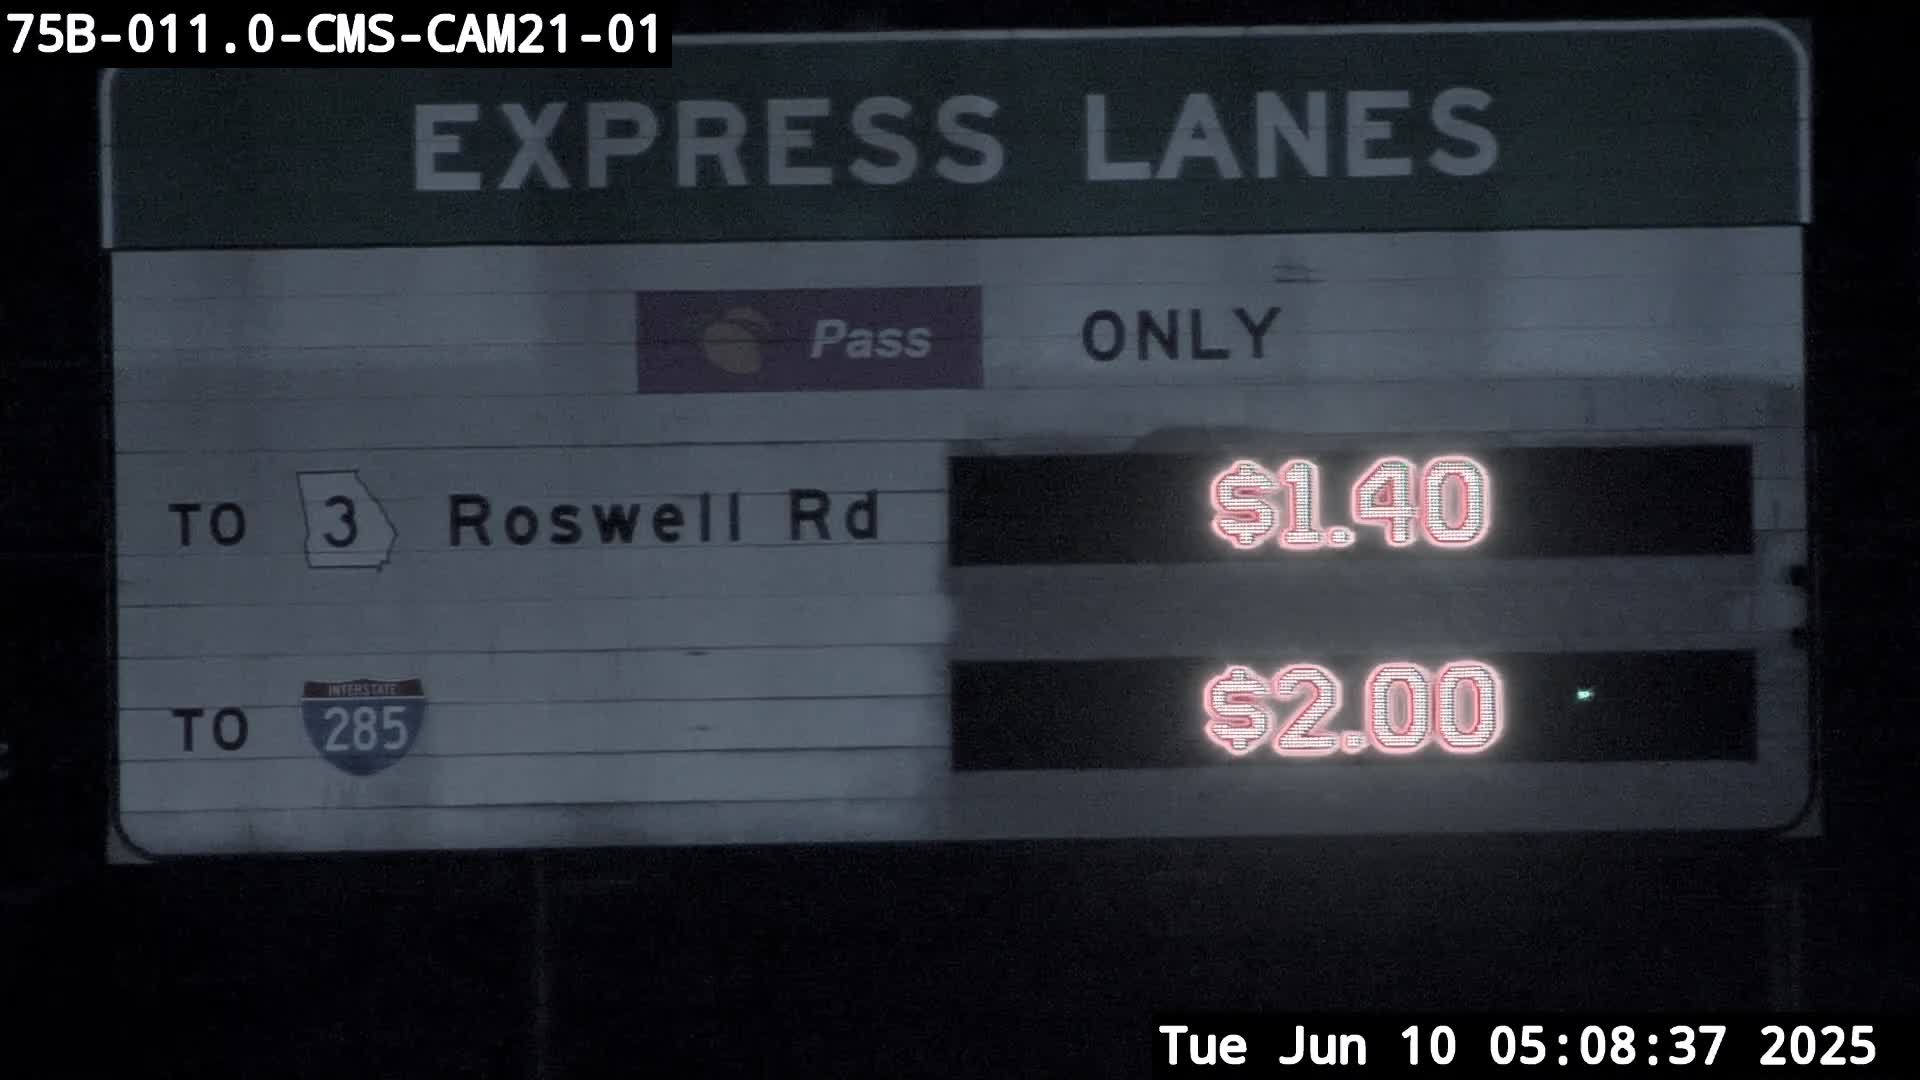 75B-011.0-CMS-CAM21-01
EXPRESS LANES
Pass ONLY
TO 3 Roswell Rd $1.40
TO INTERSTATE 285 $2.00
Tue Jun 10 05:08:37 2025